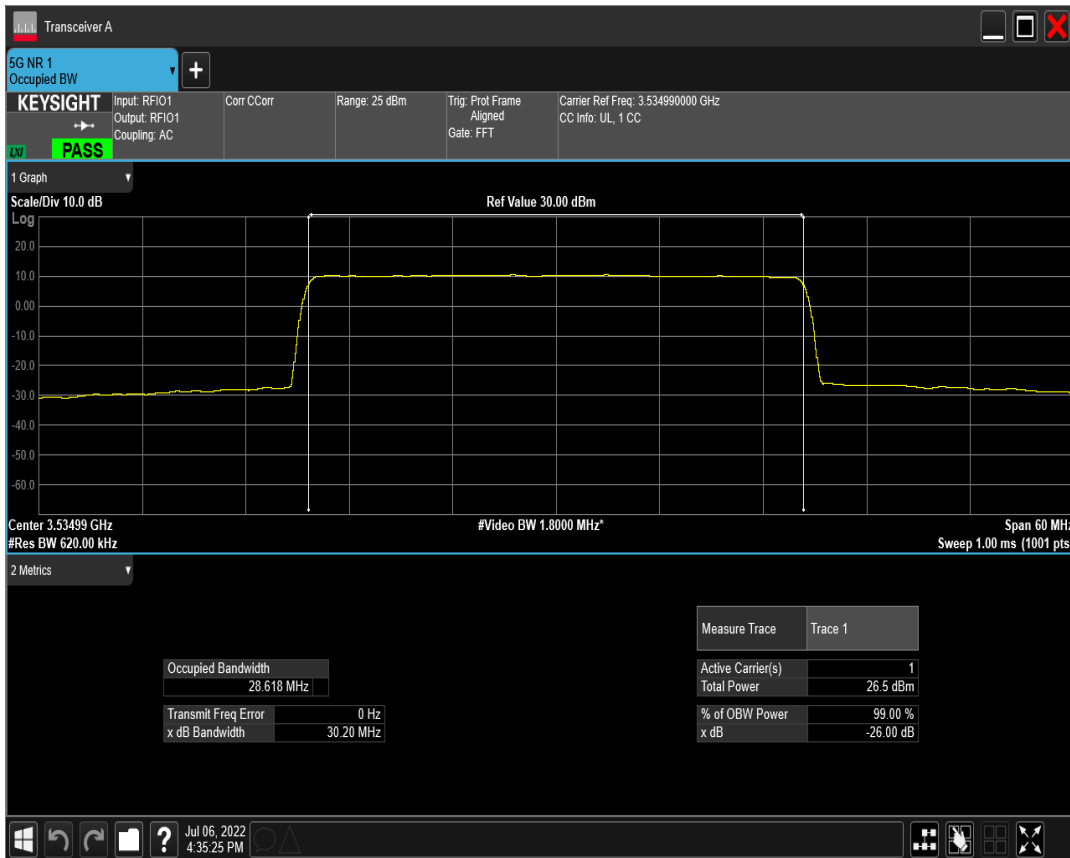 Transceiver A
5G NR 1
Occupied BW
+
KEYSIGHT
LXI
PASS
Input: RFIO1
Output: RFIO1
Coupling: AC
Corr CCorr
Range: 25 dBm
Trig: Prot Frame
Aligned
Gate: FFT
Carrier Ref Freq: 3.534990000 GHz
CC Info: UL, 1 CC
1 Graph
Scale/Div 10.0 dB
Ref Value 30.00 dBm
Log
20.0
10.0
0.00
-10.0
-20.0
-30.0
-40.0
-50.0
-60.0
Center 3.53499 GHz
#Video BW 1.8000 MHz*
Span 60 MHz
#Res BW 620.00 kHz
Sweep 1.00 ms (1001 pts
2 Metrics
Measure Trace Trace 1
Occupied Bandwidth
28.618 MHz
Active Carrier(s) 1
Total Power 26.5 dBm
Transmit Freq Error 0 Hz
x dB Bandwidth 30.20 MHz
% of OBW Power 99.00 %
x dB -26.00 dB
?
Jul 06, 2022
4:35:25 PM